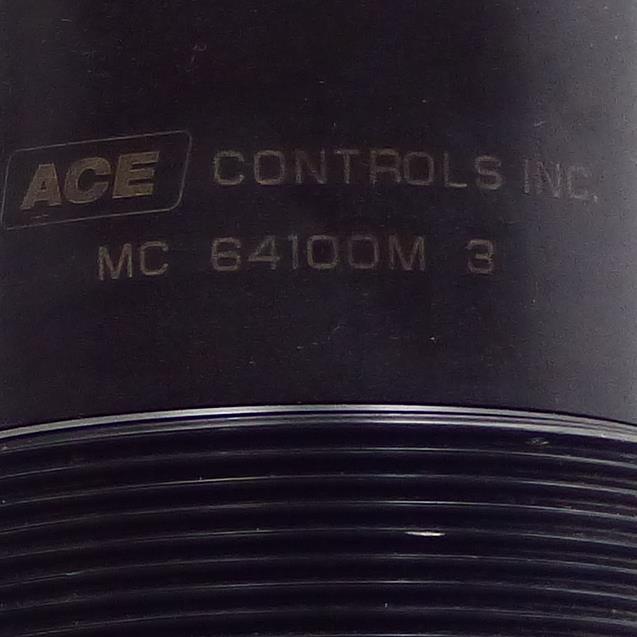 ACE CONTROLS INC.
MC 64100M 3